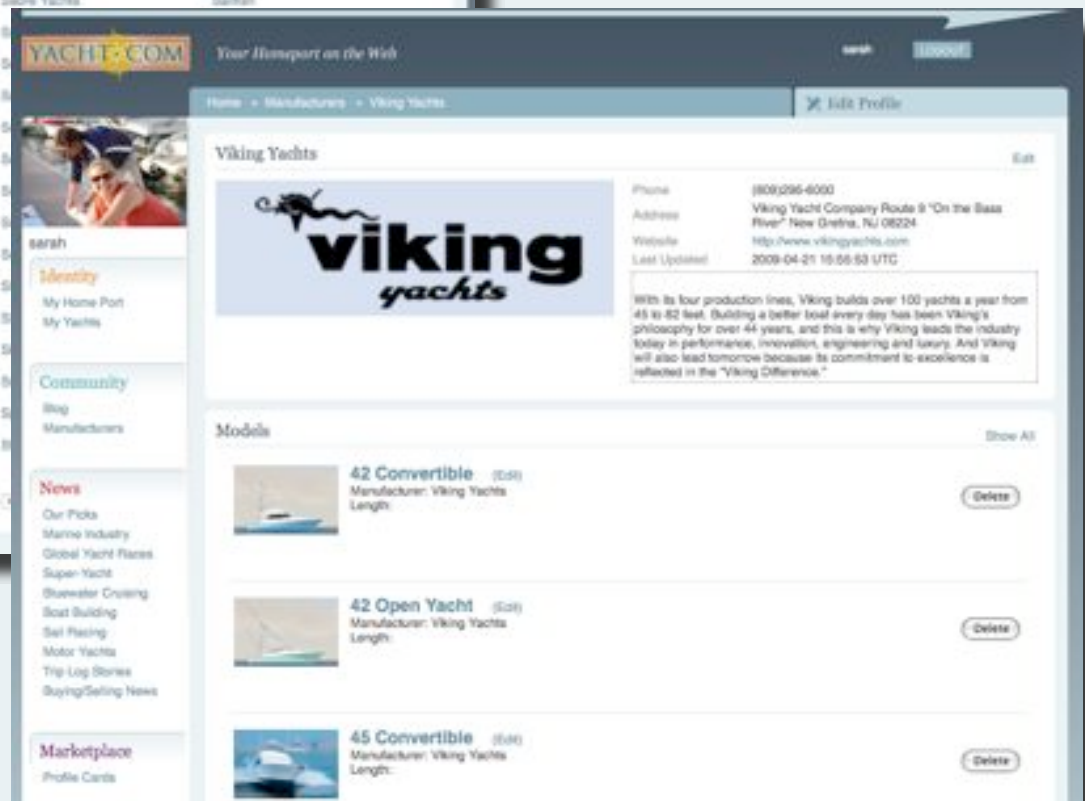 YACHT COM
Your Homeport on the Web
sarah
Logout
Home • Manufacturers • Viking Yachts
Edit Profile
Viking Yachts
Edit
viking
yachts
Phone (609)296-6000
Address Viking Yacht Company Route 9 "On the Bass
River" New Gretna, NJ 08224
Website http://www.vikingyachts.com
Last Updated 2009-04-21 15:55:53 UTC
With its four production lines, Viking builds over 100 yachts a year from
45 to 82 feet. Building a better boat every day has been Viking's
philosophy for over 44 years, and this is why Viking leads the industry
today in performance, innovation, engineering and luxury. And Viking
will also lead tomorrow because its commitment to excellence is
reflected in the "Viking Difference."
sarah
Identity
My Home Port
My Yachts
Community
Blog
Manufacturers
News
Our Picks
Marine Industry
Global Yacht Races
Super-Yacht
Bluewater Cruising
Boat Building
Sail Racing
Motor Yachts
Trip Log Stories
Buying/Selling News
Marketplace
Profile Cards
Models
Show All
42 Convertible (Edit)
Manufacturer: Viking Yachts
Length:
Delete
42 Open Yacht (Edit)
Manufacturer: Viking Yachts
Length:
Delete
45 Convertible (Edit)
Manufacturer: Viking Yachts
Length:
Delete